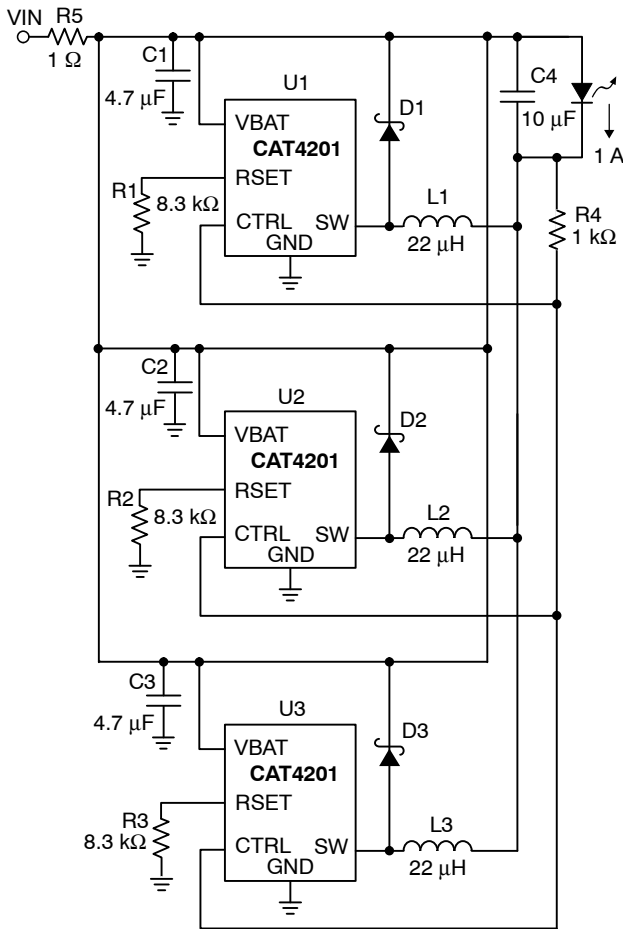 VIN
R5
1 Ω
C1
4.7 µF
U1
VBAT
CAT4201
RSET
CTRL
SW
GND
R1
8.3 kΩ
D1
L1
22 µH
C4
10 µF
1 A
R4
1 kΩ
C2
4.7 µF
U2
VBAT
CAT4201
RSET
CTRL
SW
GND
R2
8.3 kΩ
D2
L2
22 µH
C3
4.7 µF
U3
VBAT
CAT4201
RSET
CTRL
SW
GND
R3
8.3 kΩ
D3
L3
22 µH